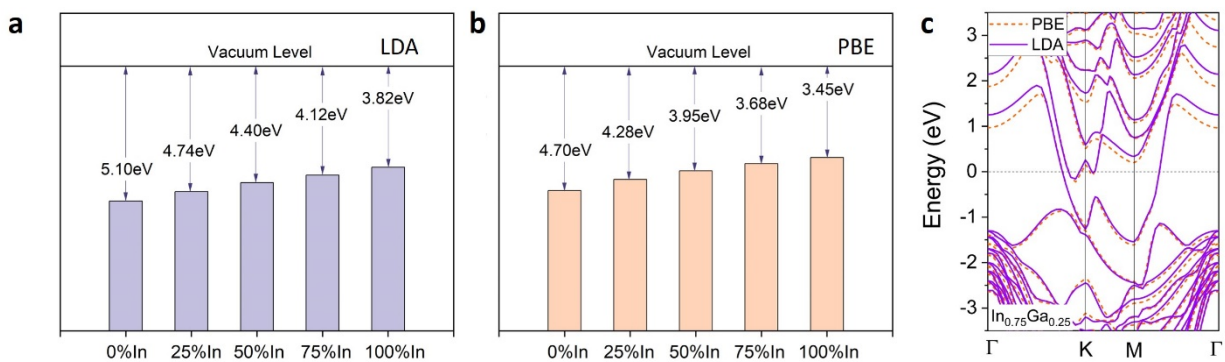 a
Vacuum Level
LDA
5.10eV
4.74eV
4.40eV
4.12eV
3.82eV
0%In
25%In
50%In
75%In
100%In
b
Vacuum Level
PBE
4.70eV
4.28eV
3.95eV
3.68eV
3.45eV
0%In
25%In
50%In
75%In
100%In
c
PBE
LDA
Energy (eV)
3
2
1
0
-1
-2
-3
In0.75Ga0.25
Γ
K
M
Γ